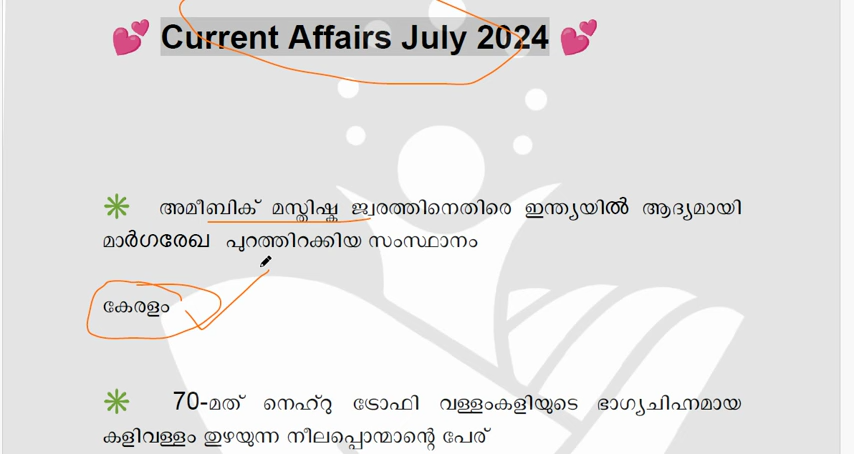 💕 Current Affairs July 2024 💕
✳ അമീബിക് മസ്തിഷ്ക ജ്വരത്തിനെതിരെ ഇന്ത്യയിൽ ആദ്യമായി
മാർഗരേഖ പുറത്തിറക്കിയ സംസ്ഥാനം
കേരളം
✳ 70-മത് നെഹ്‌റു ട്രോഫി വള്ളംകളിയുടെ ഭാഗ്യചിഹ്നമായ
കളിവള്ളം തുഴയുന്ന നീലപ്പൊന്മാന്റെ പേര്